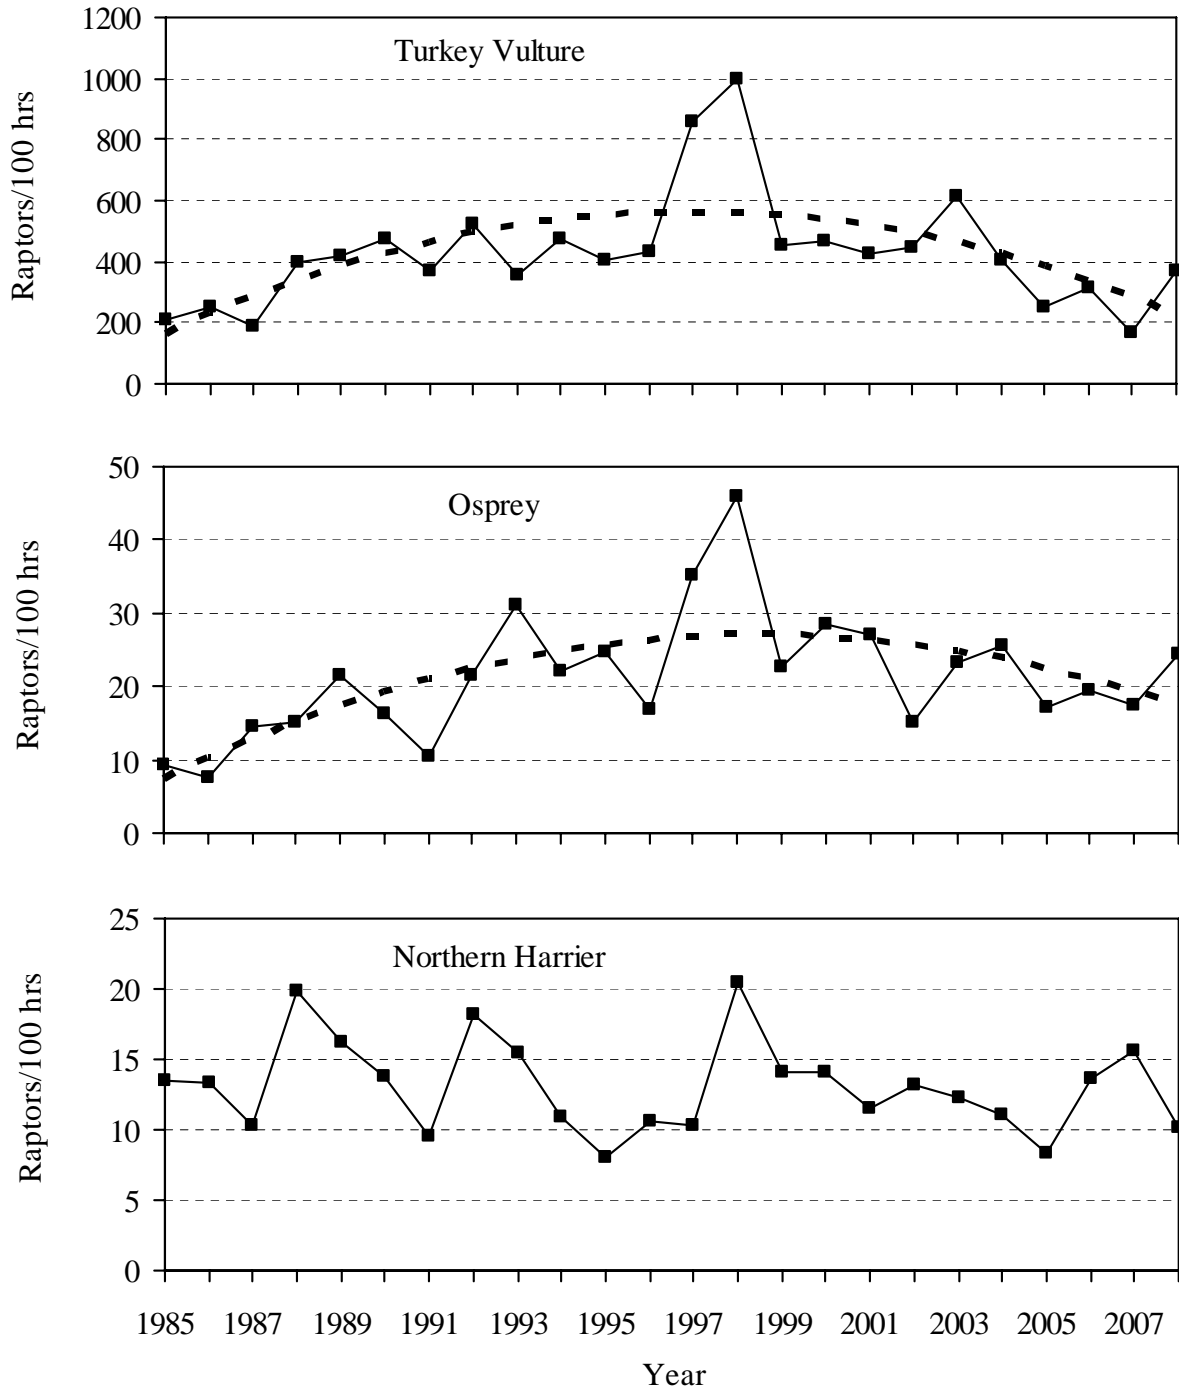 1200
Turkey Vulture
1000
800
600
400
200
0
Raptors/100 hrs
50
Osprey
40
30
20
10
0
Raptors/100 hrs
25
Northern Harrier
20
15
10
5
0
Raptors/100 hrs
1985 1987 1989 1991 1993 1995 1997 1999 2001 2003 2005 2007
Year